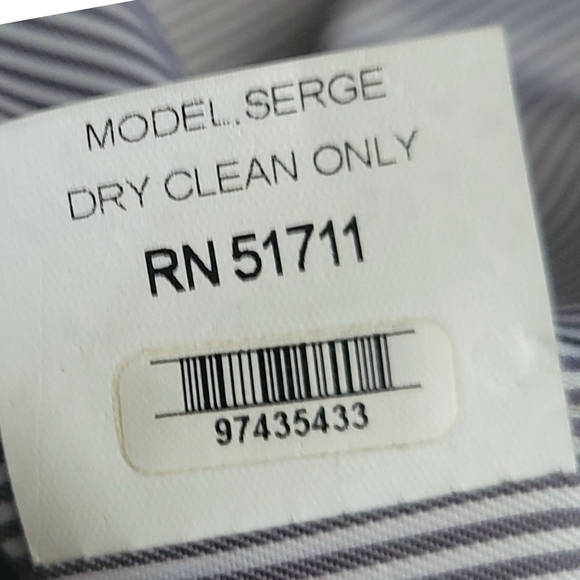 MODEL.SERGE
DRY CLEAN ONLY
RN 51711
97435433